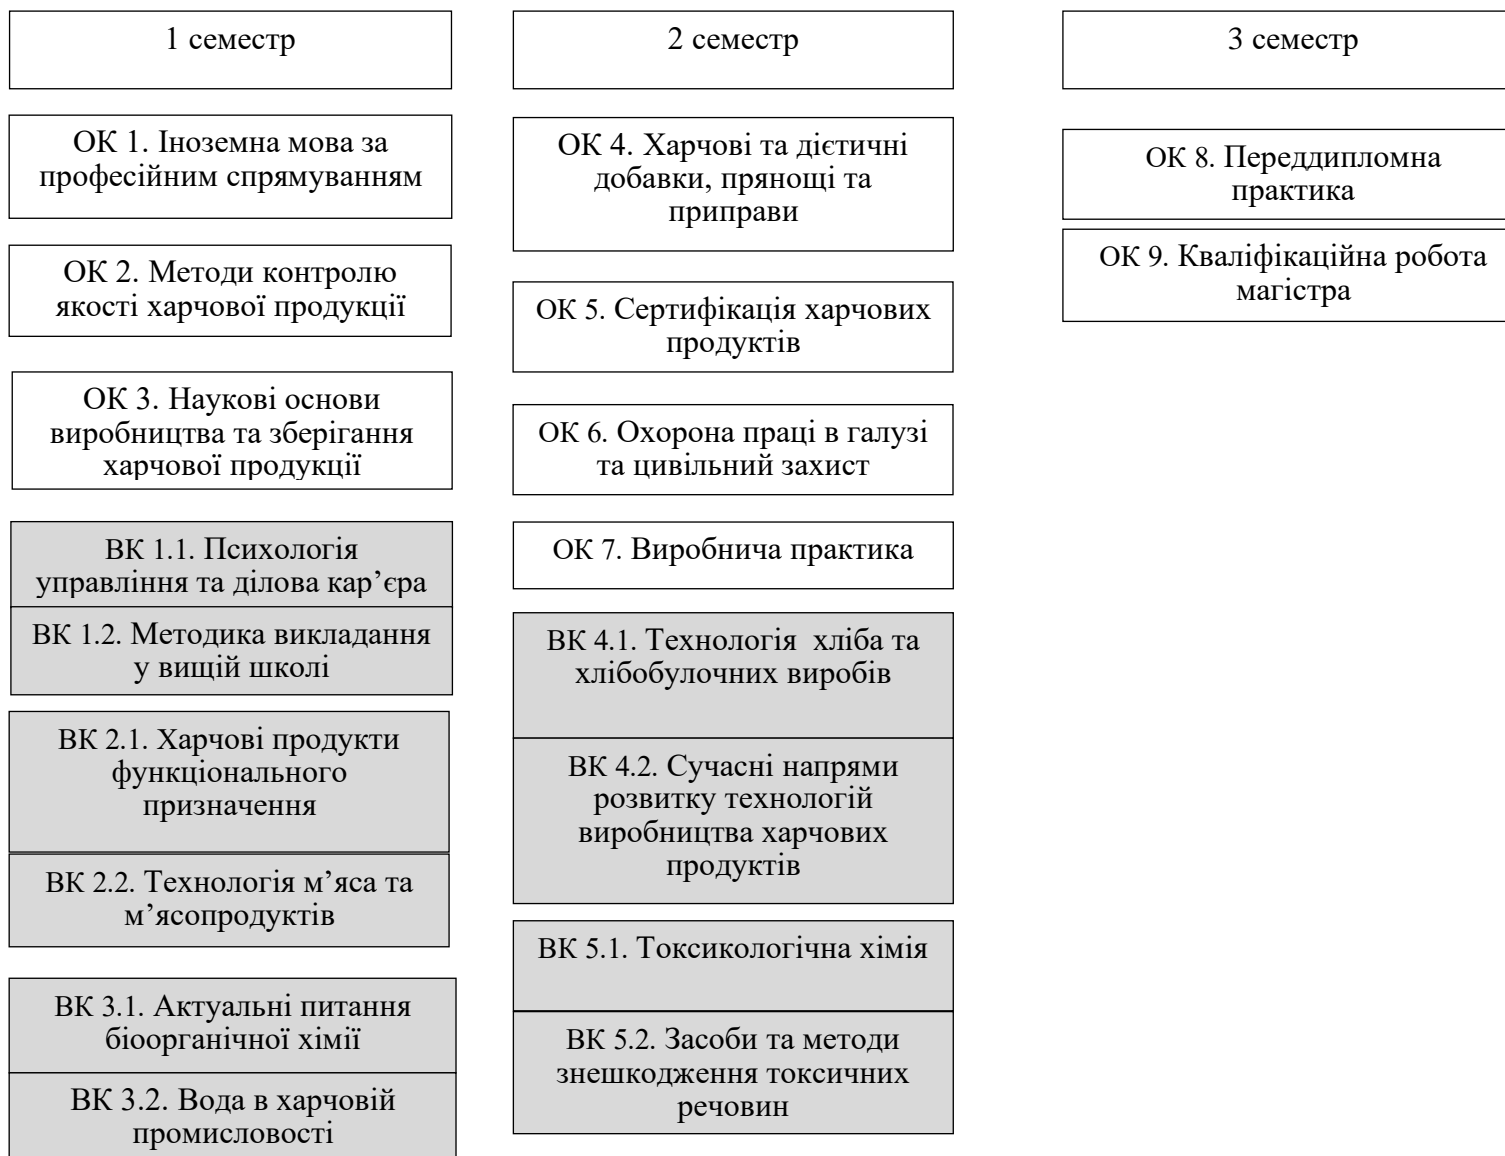 1 семестр
ОК 1. Іноземна мова за
професійним спрямуванням
ОК 2. Методи контролю
якості харчової продукції
ОК 3. Наукові основи
виробництва та зберігання
харчової продукції
ВК 1.1. Психологія
управління та ділова кар’єра
ВК 1.2. Методика викладання
у вищій школі
ВК 2.1. Харчові продукти
функціонального
призначення
ВК 2.2. Технологія м’яса та
м’ясопродуктів
ВК 3.1. Актуальні питання
біоорганічної хімії
ВК 3.2. Вода в харчовій
промисловості
2 семестр
ОК 4. Харчові та дієтичні
добавки, прянощі та
приправи
ОК 5. Сертифікація харчових
продуктів
ОК 6. Охорона праці в галузі
та цивільний захист
ОК 7. Виробнича практика
ВК 4.1. Технологія хліба та
хлібобулочних виробів
ВК 4.2. Сучасні напрями
розвитку технологій
виробництва харчових
продуктів
ВК 5.1. Токсикологічна хімія
ВК 5.2. Засоби та методи
знешкодження токсичних
речовин
3 семестр
ОК 8. Переддипломна
практика
ОК 9. Кваліфікаційна робота
магістра